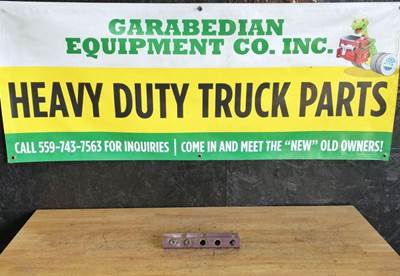 GARABEDIAN
EQUIPMENT CO. INC.
HEAVY DUTY TRUCK PARTS
CALL 559-743-7563 FOR INQUIRIES | COME IN AND MEET THE "NEW" OLD OWNERS!